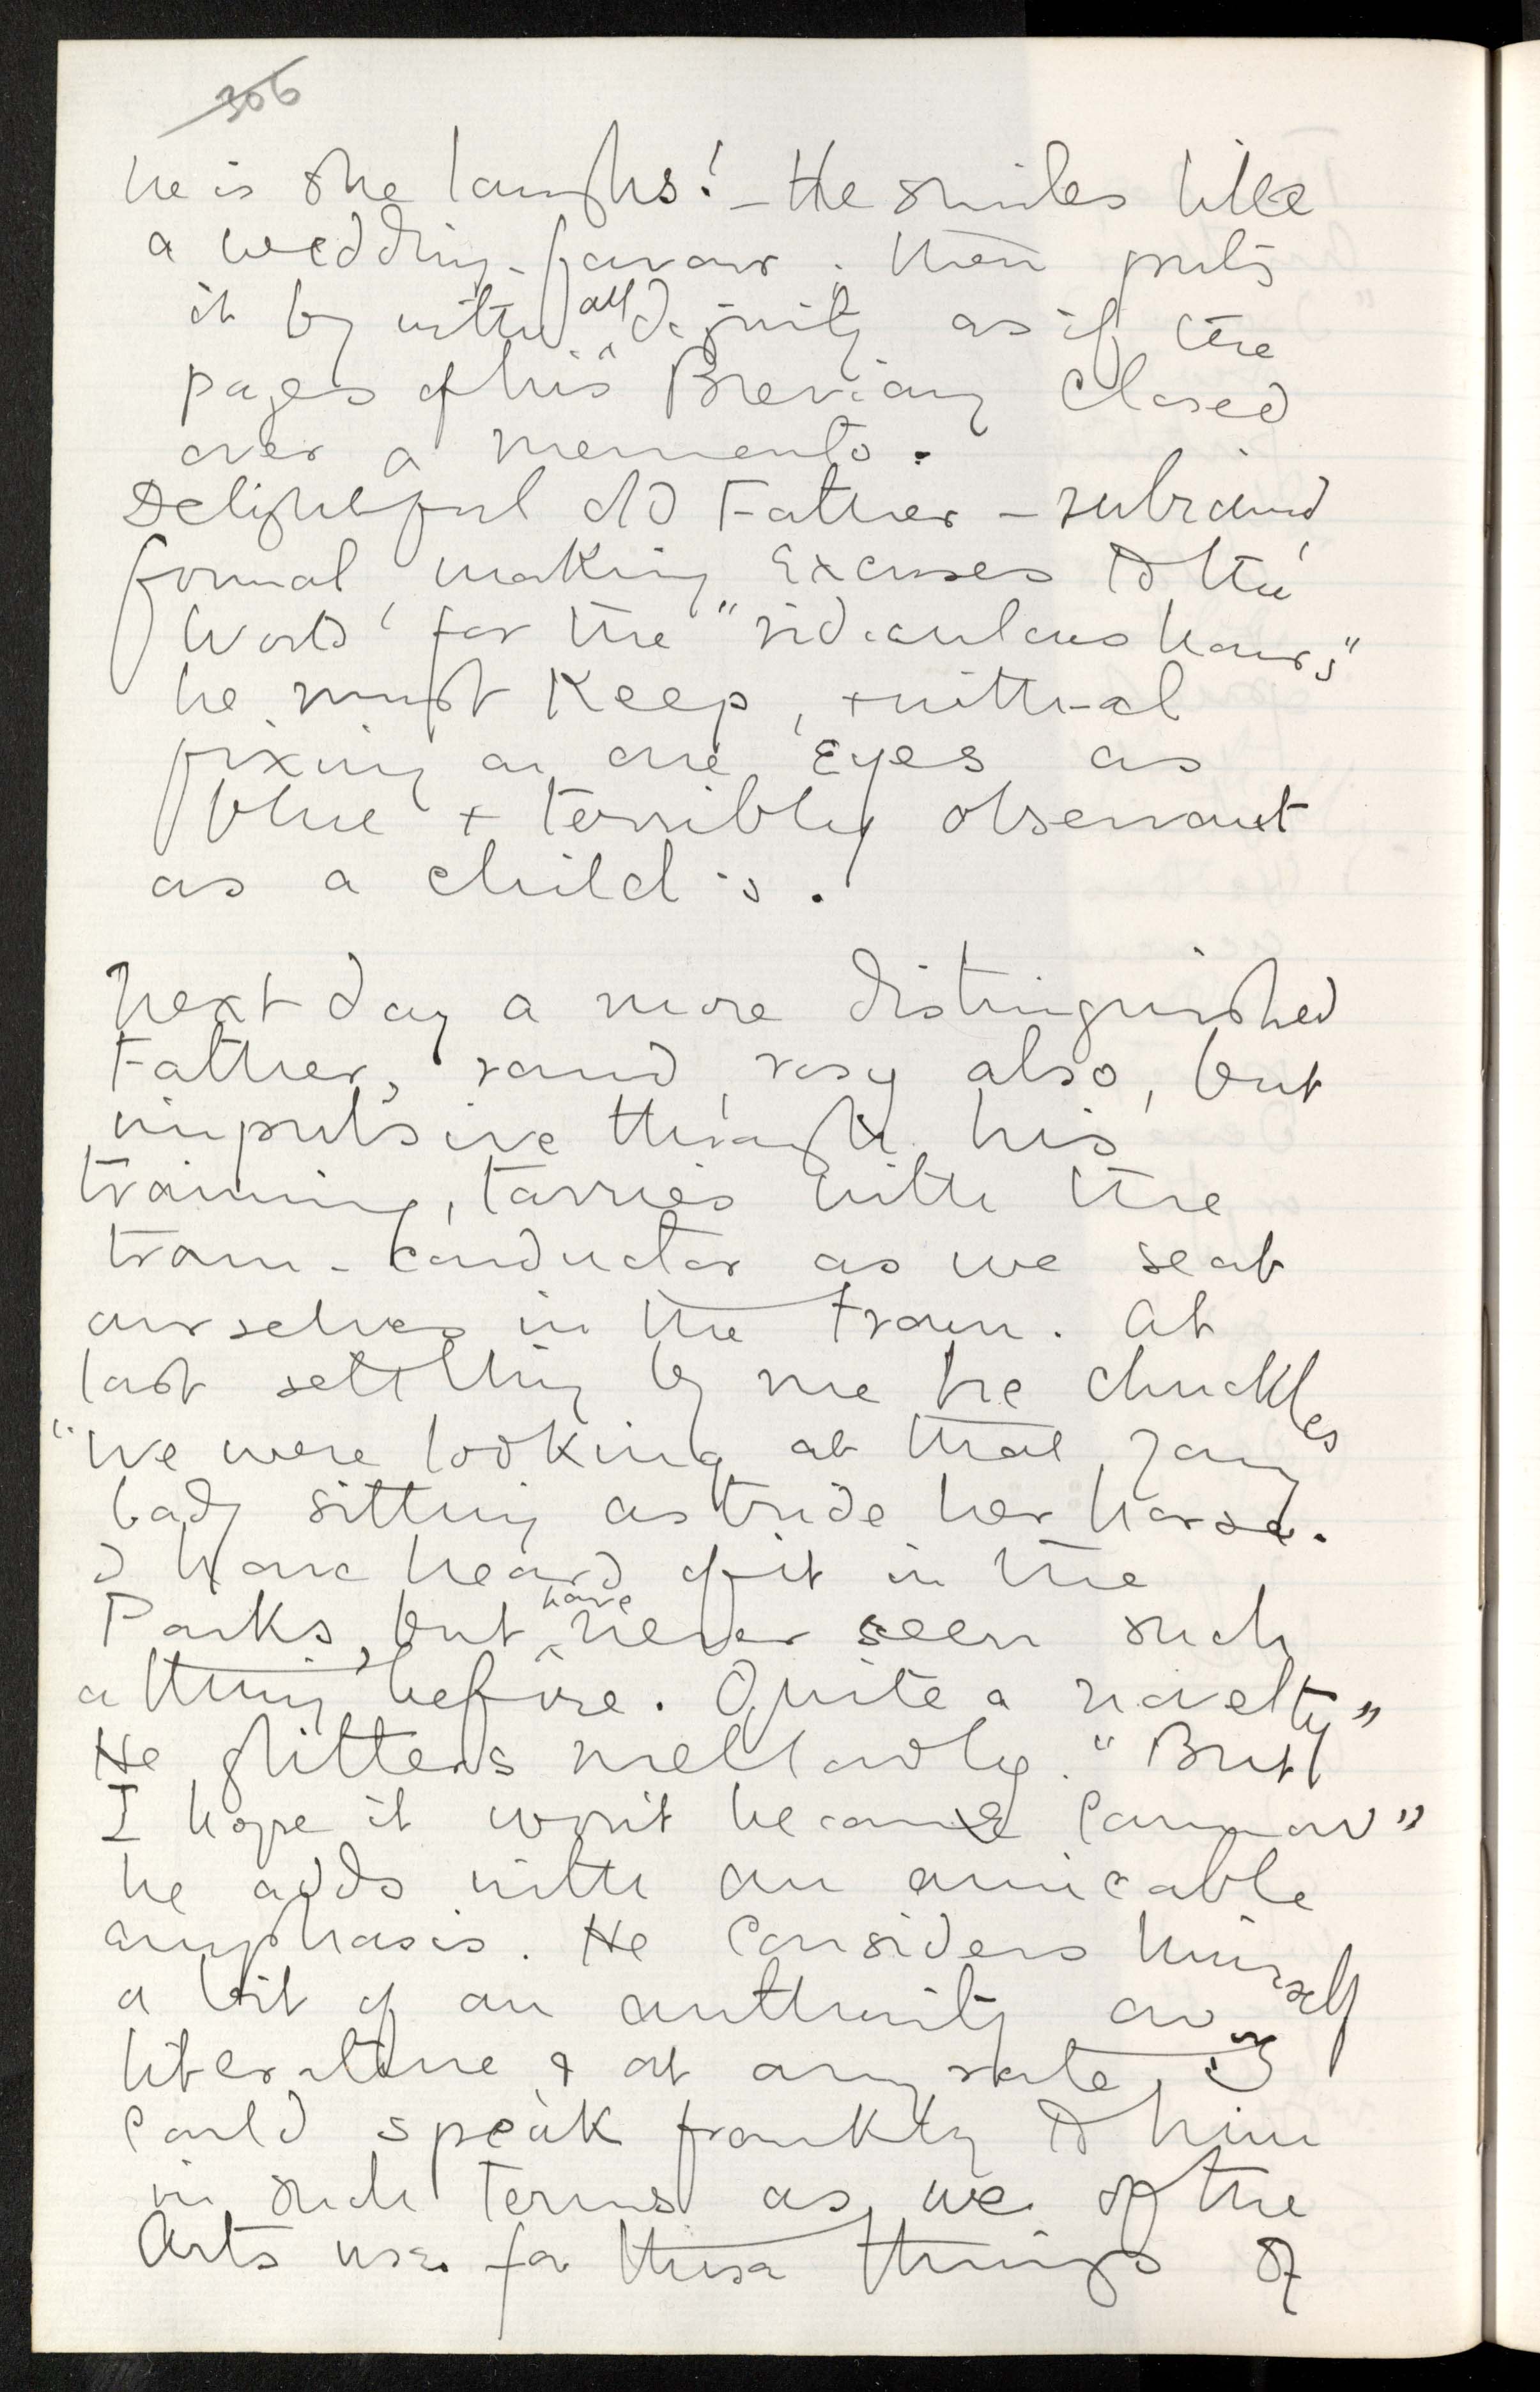 306
he is she laughs! - He smiles like
a wedding-favour. then puts
it by with all dignity as if the
pages of his Breviary closed
over a memento.
Delightful old Father -
formal, making excuses to 'the
World' for the "ridiculous hours"
he must keep, + withal
fixing on one Eyes as
blue + terribly observant
as a child's.
Next day a more distinguished
Father, round, rosy also, but
impulsive through his
training, tarries with the
tram-conductor as we seat
ourselves in the tram. At
last settling by me he chuckles
"We were looking at that young
lady sitting astride her horse.
I have heard of it in the
Parks, but have never seen such
a thing before. Quite a novelty"
He glitters mellowly. "But
I hope it won't become common"
he adds with an amicable
emphasis. He considers himself
a bit of an authority on
literature & at any rate
could speak frankly to him
in such terms as we of the
Arts use for these things of